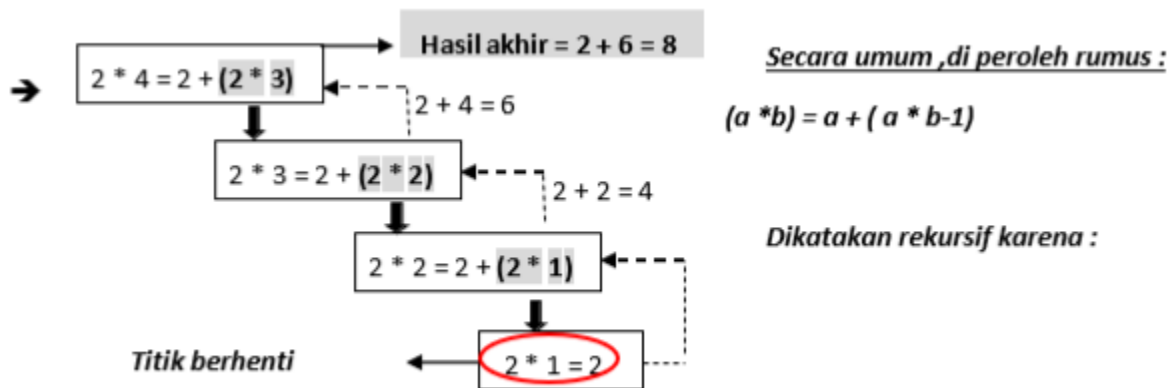 Hasil akhir = 2 + 6 = 8
2 * 4 = 2 + (2 * 3)
2 + 4 = 6
2 * 3 = 2 + (2 * 2)
2 + 2 = 4
2 * 2 = 2 + (2 * 1)
2 * 1 = 2
Titik berhenti
Secara umum ,di peroleh rumus :
(a *b) = a + ( a * b-1)
Dikatakan rekursif karena :